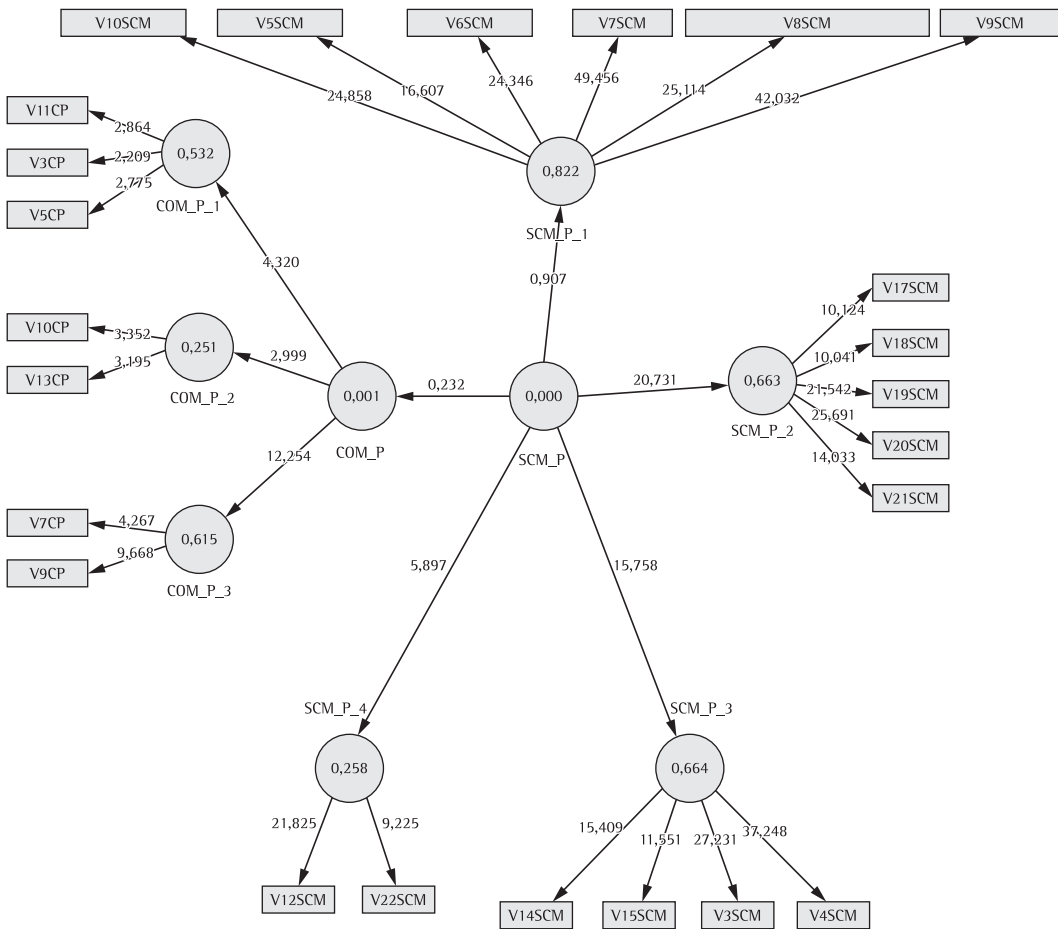 V10SCM V5SCM V6SCM V7SCM V8SCM V9SCM
24,858 16,607 24,346 49,456 25,114 42,032
V11CP
2,864
V3CP
2,209
V5CP
2,775
0,532
COM_P_1
0,822
SCM_P_1
4,320
0,907
V10CP
3,352
V13CP
3,195
0,251
COM_P_2
2,999
0,001
COM_P
0,232
0,000
SCM_P
20,731
0,663
SCM_P_2
10,124
V17SCM
10,041
V18SCM
21,542
V19SCM
25,691
V20SCM
14,033
V21SCM
12,254
V7CP
4,267
V9CP
9,668
0,615
COM_P_3
5,897
15,758
SCM_P_4
0,258
SCM_P_3
0,664
21,825 9,225
15,409 11,551 27,231 37,248
V12SCM V22SCM
V14SCM V15SCM V3SCM V4SCM